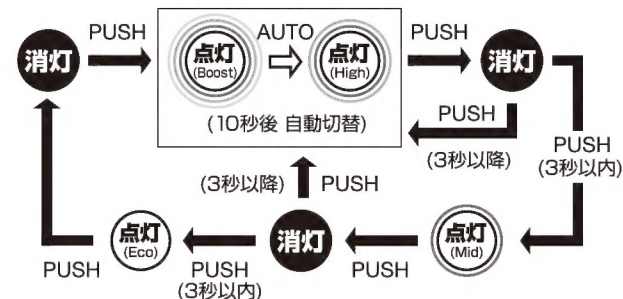 消灯
PUSH
点灯
(Boost)
AUTO
点灯
(High)
PUSH
消灯
(10秒後 自動切替)
PUSH
(3秒以降)
PUSH
(3秒以内)
(3秒以降)
PUSH
点灯
(Eco)
消灯
点灯
(Mid)
PUSH
PUSH
(3秒以内)
PUSH